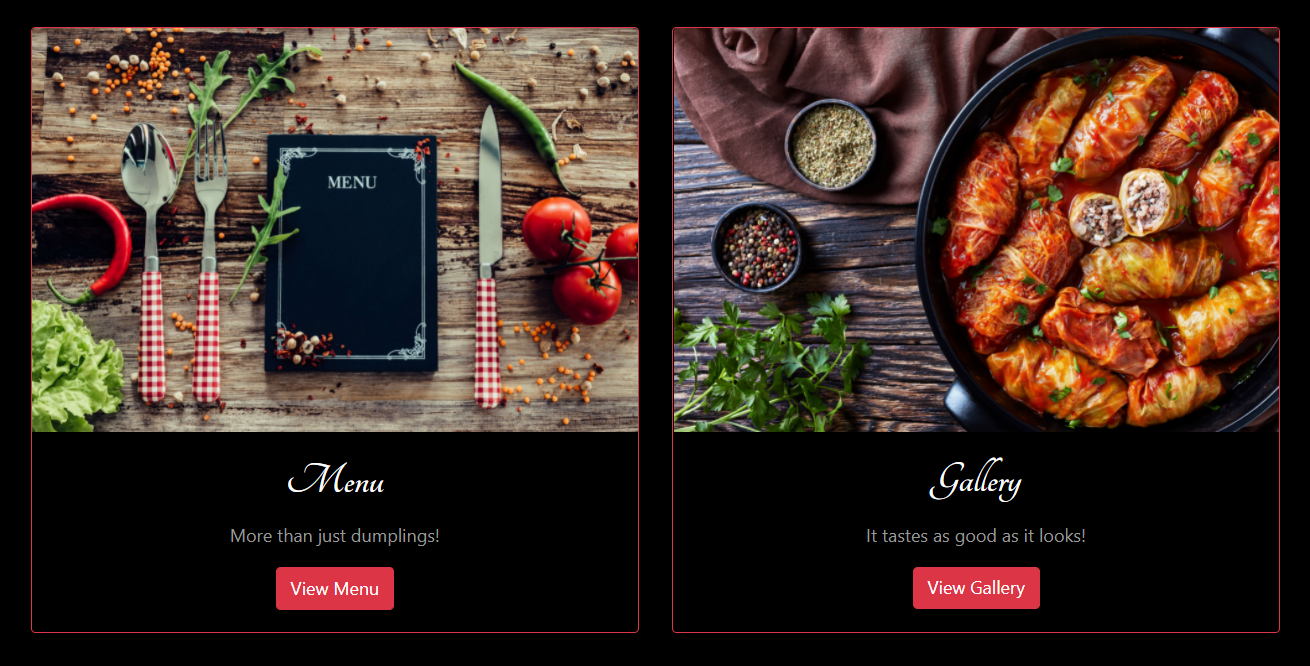 MENU
Menu
More than just dumplings!
View Menu
Gallery
It tastes as good as it looks!
View Gallery